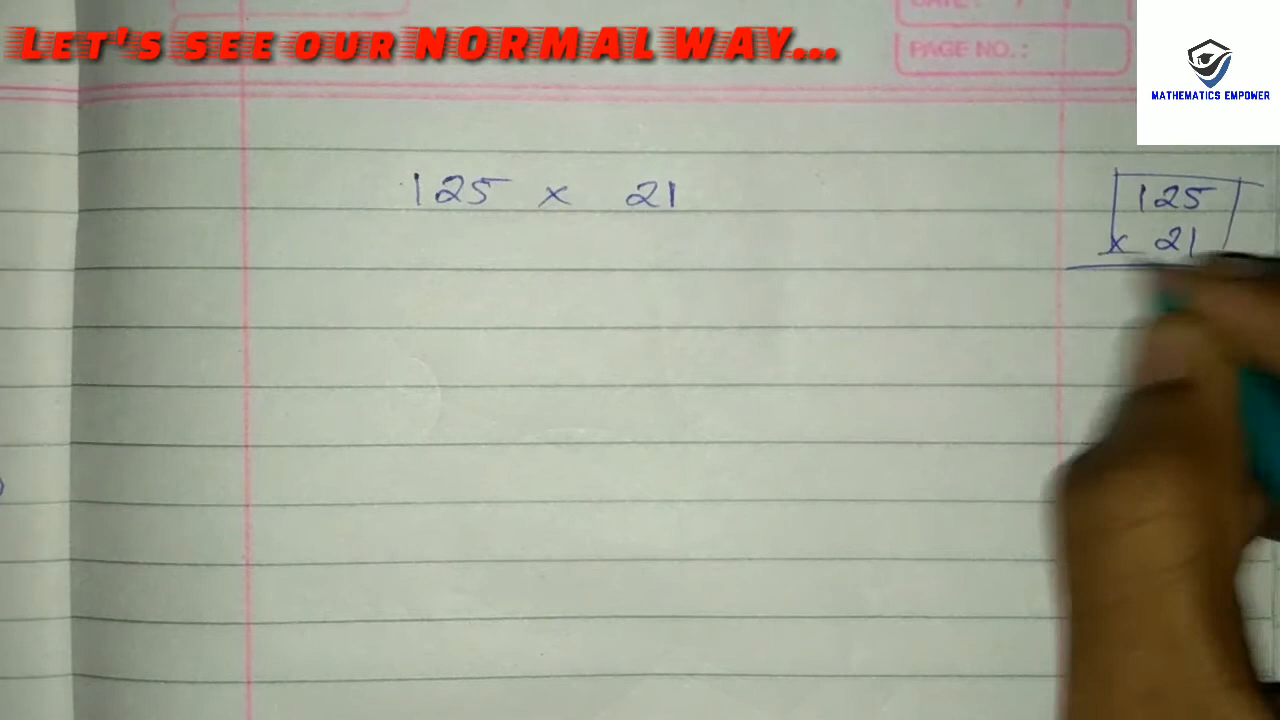 LET'S SEE OUR NORMAL WAY...
PAGE NO.:
MATHEMATICS EMPOWER
125 x 21
125
x 21